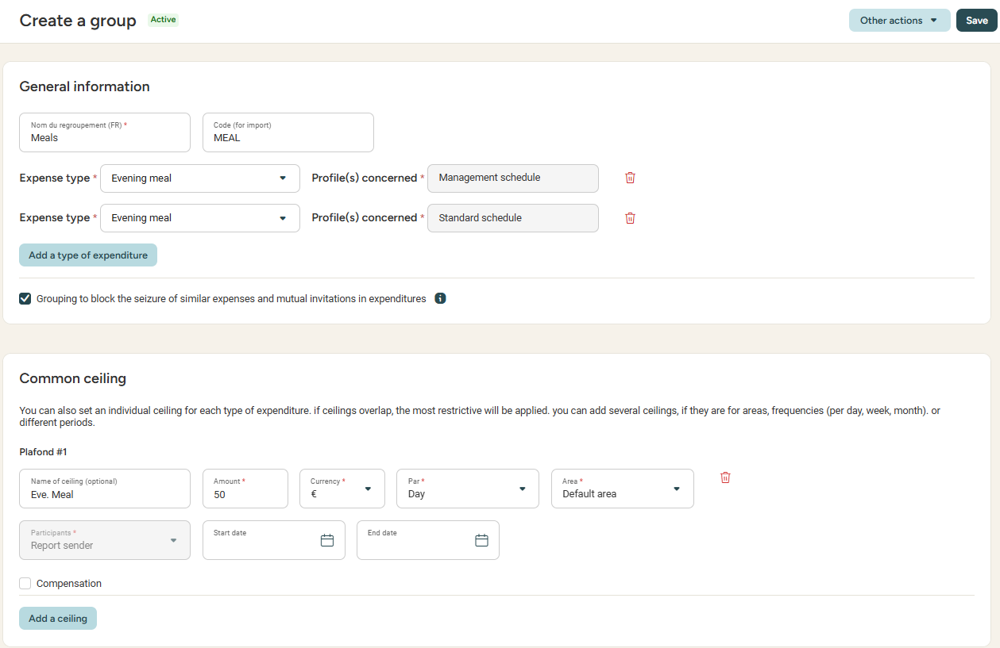 Create a group Active Other actions Save
General information
Nom du regroupement (FR) * Code (for import)
Meals MEAL
Expense type * Evening meal Profile(s) concerned * Management schedule
Expense type * Evening meal Profile(s) concerned * Standard schedule
Add a type of expenditure
Grouping to block the seizure of similar expenses and mutual invitations in expenditures
Common ceiling
You can also set an individual ceiling for each type of expenditure. if ceilings overlap, the most restrictive will be applied. you can add several ceilings, if they are for areas, frequencies (per day, week, month). or
different periods.
Plafond #1
Name of ceiling (optional) Amount * Currency * Par * Area *
Eve. Meal 50 € Day Default area
Participants * Start date End date
Report sender
Compensation
Add a ceiling